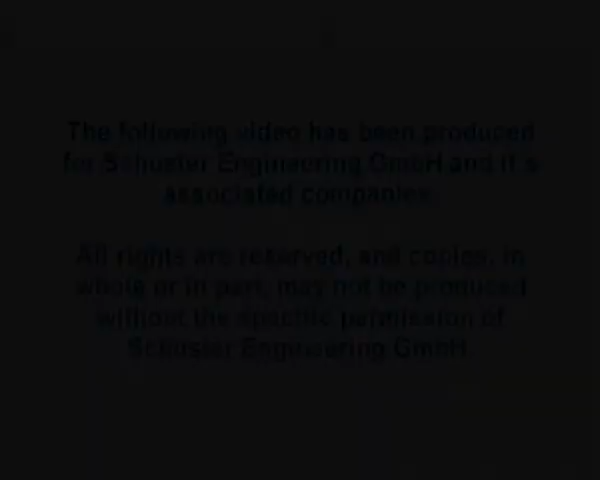 The following video has been produced
for Schuster Engineering GmbH and it's
associated companies.
All rights are reserved, and copies, in
whole or in part, may not be produced
without the specific permission of
Schuster Engineering GmbH